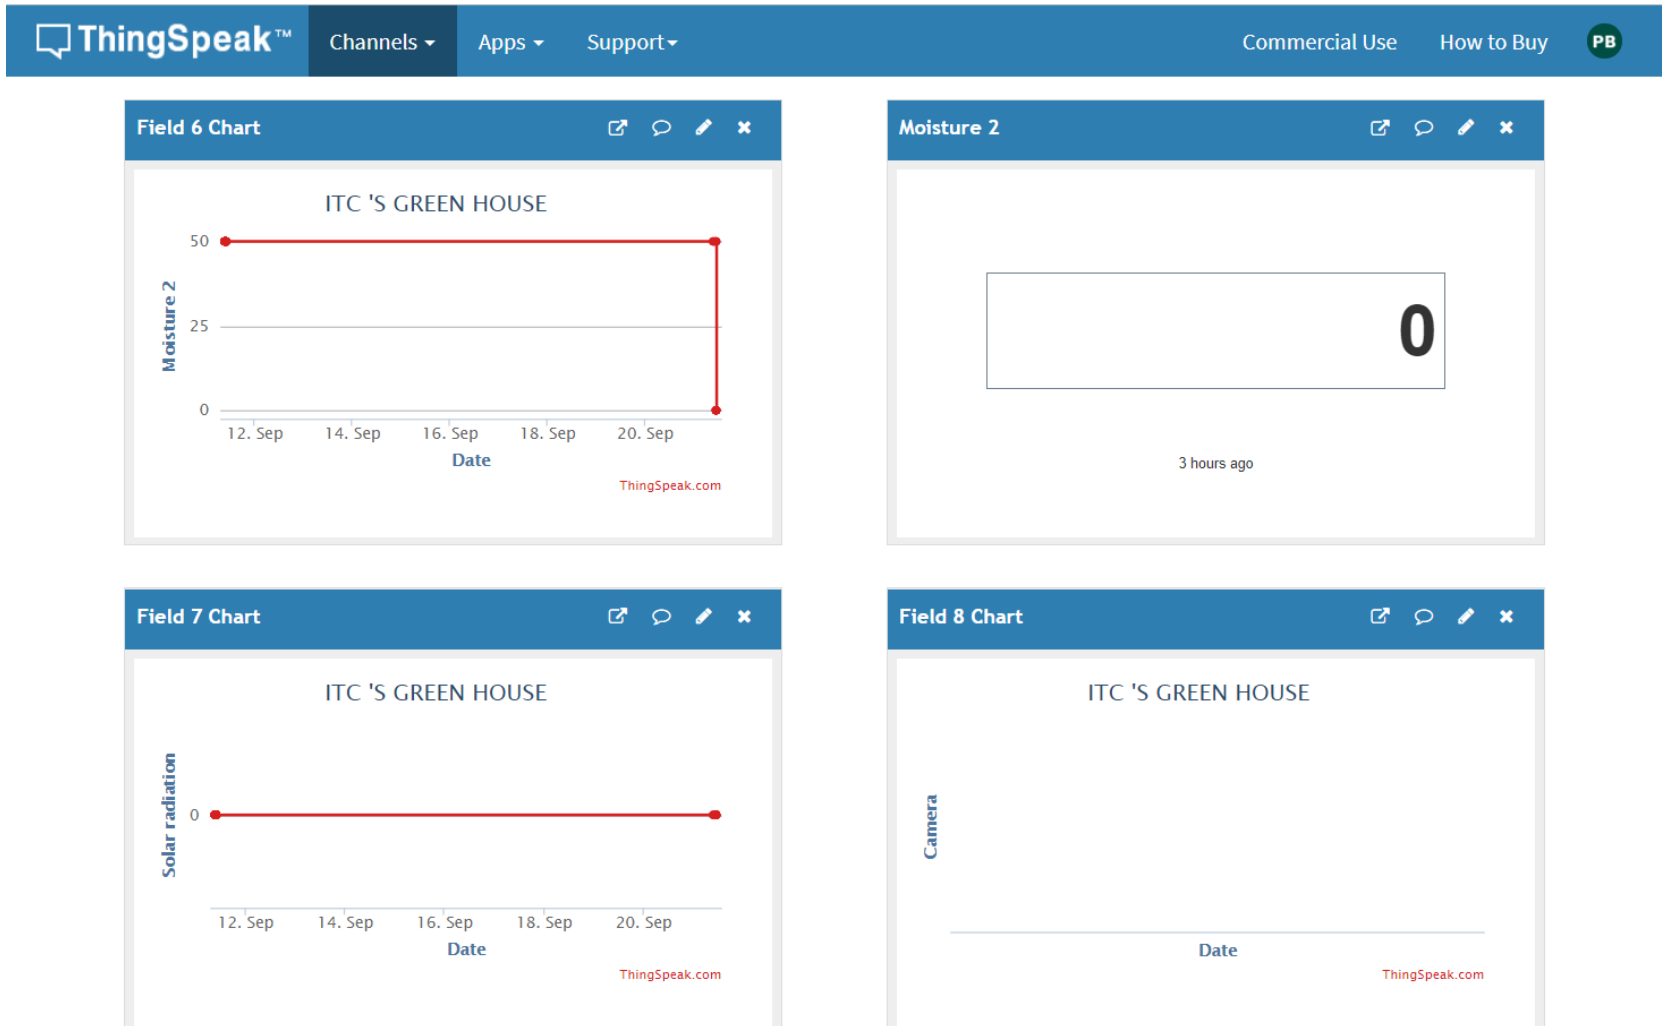 ThingSpeak™ Channels Apps Support Commercial Use How to Buy PB
Field 6 Chart
ITC 'S GREEN HOUSE
50
25
0
Moisture 2
12. Sep 14. Sep 16. Sep 18. Sep 20. Sep
Date
ThingSpeak.com
Moisture 2
0
3 hours ago
Field 7 Chart
ITC 'S GREEN HOUSE
Solar radiation
0
12. Sep 14. Sep 16. Sep 18. Sep 20. Sep
Date
ThingSpeak.com
Field 8 Chart
ITC 'S GREEN HOUSE
Camera
Date
ThingSpeak.com